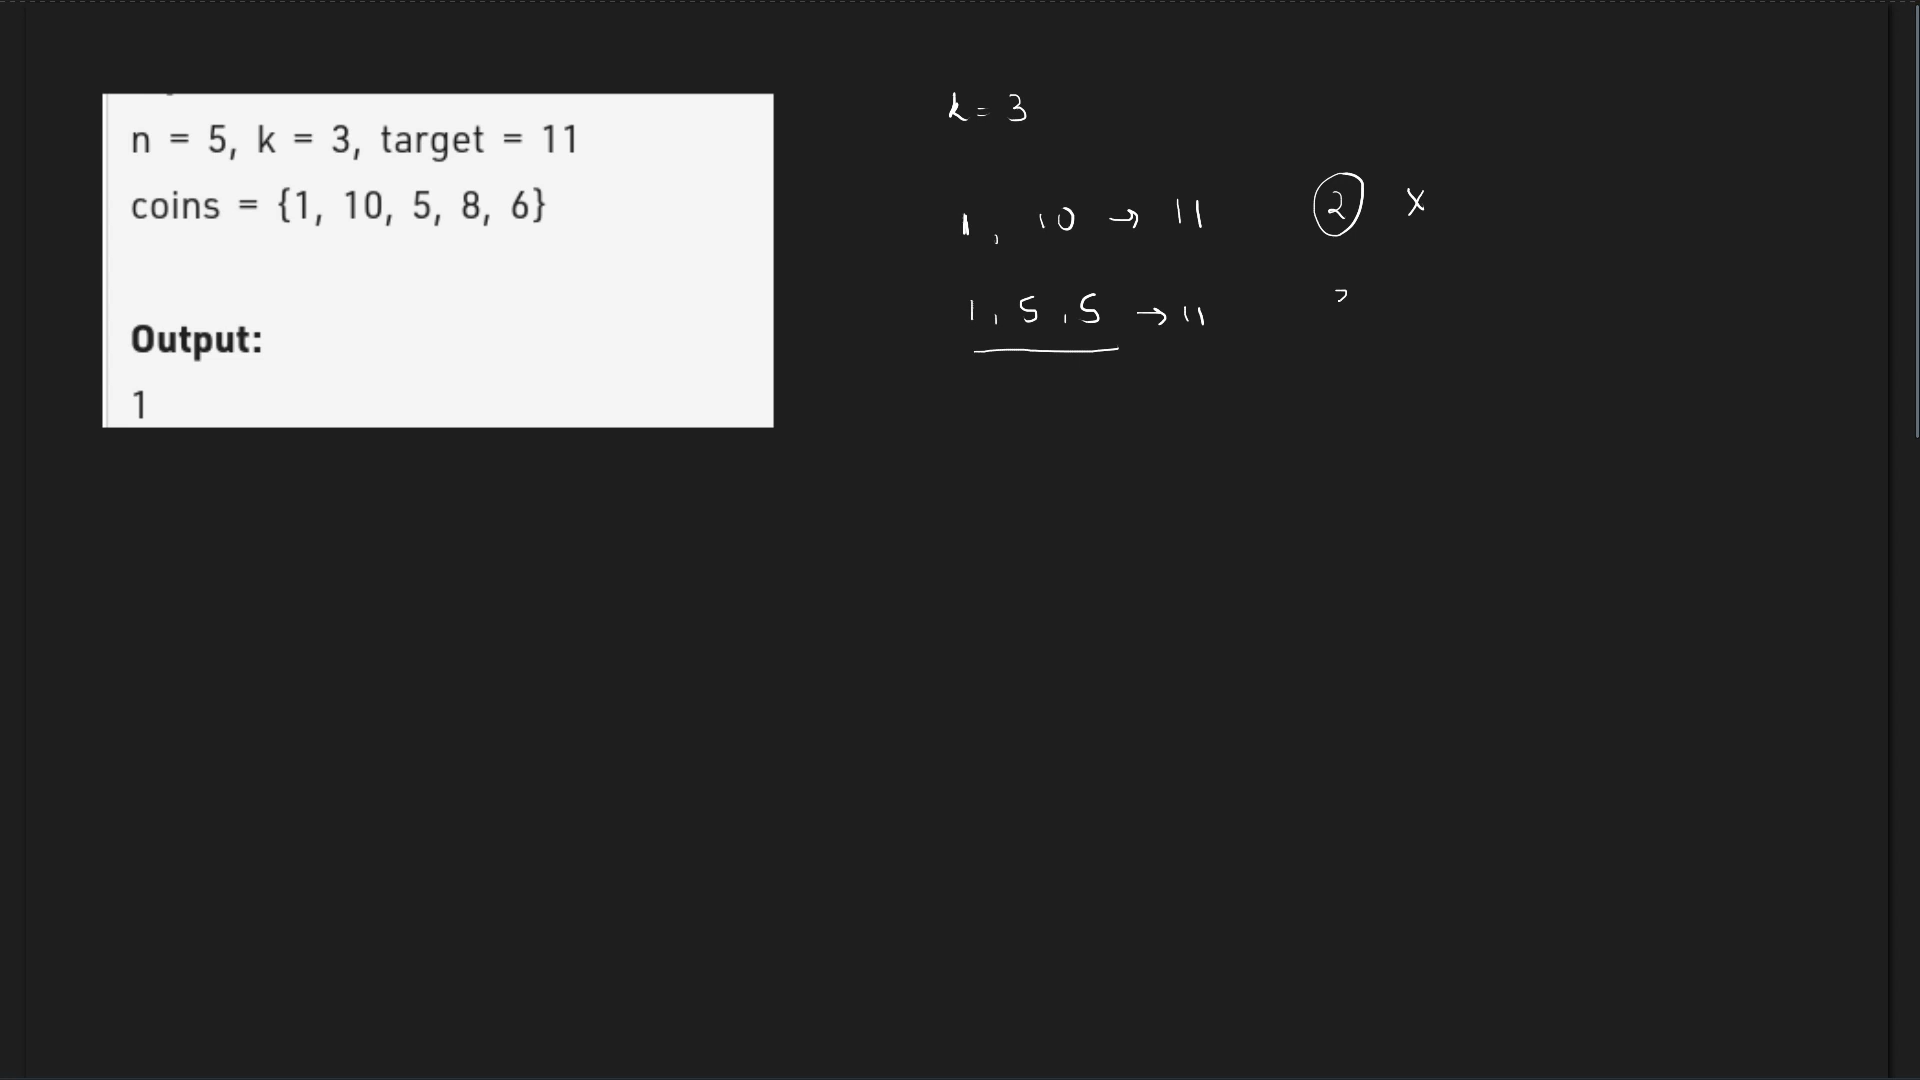 n = 5, k = 3, target = 11
coins = {1, 10, 5, 8, 6}
Output:
1
k = 3
1, 10 → 11 2 x
1, 5, 5 → 11